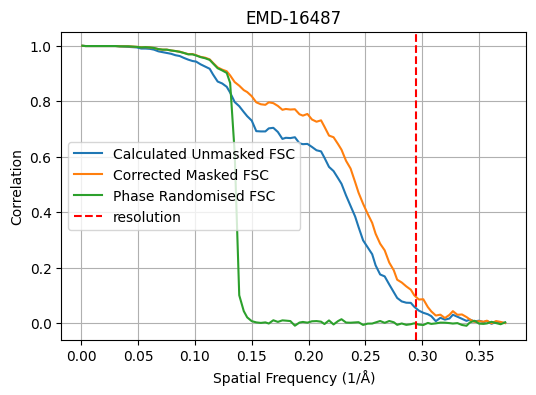 EMD-16487
1.0
0.8
0.6
0.4
0.2
0.0
Correlation
Calculated Unmasked FSC
Corrected Masked FSC
Phase Randomised FSC
resolution
0.00 0.05 0.10 0.15 0.20 0.25 0.30 0.35
Spatial Frequency (1/Å)